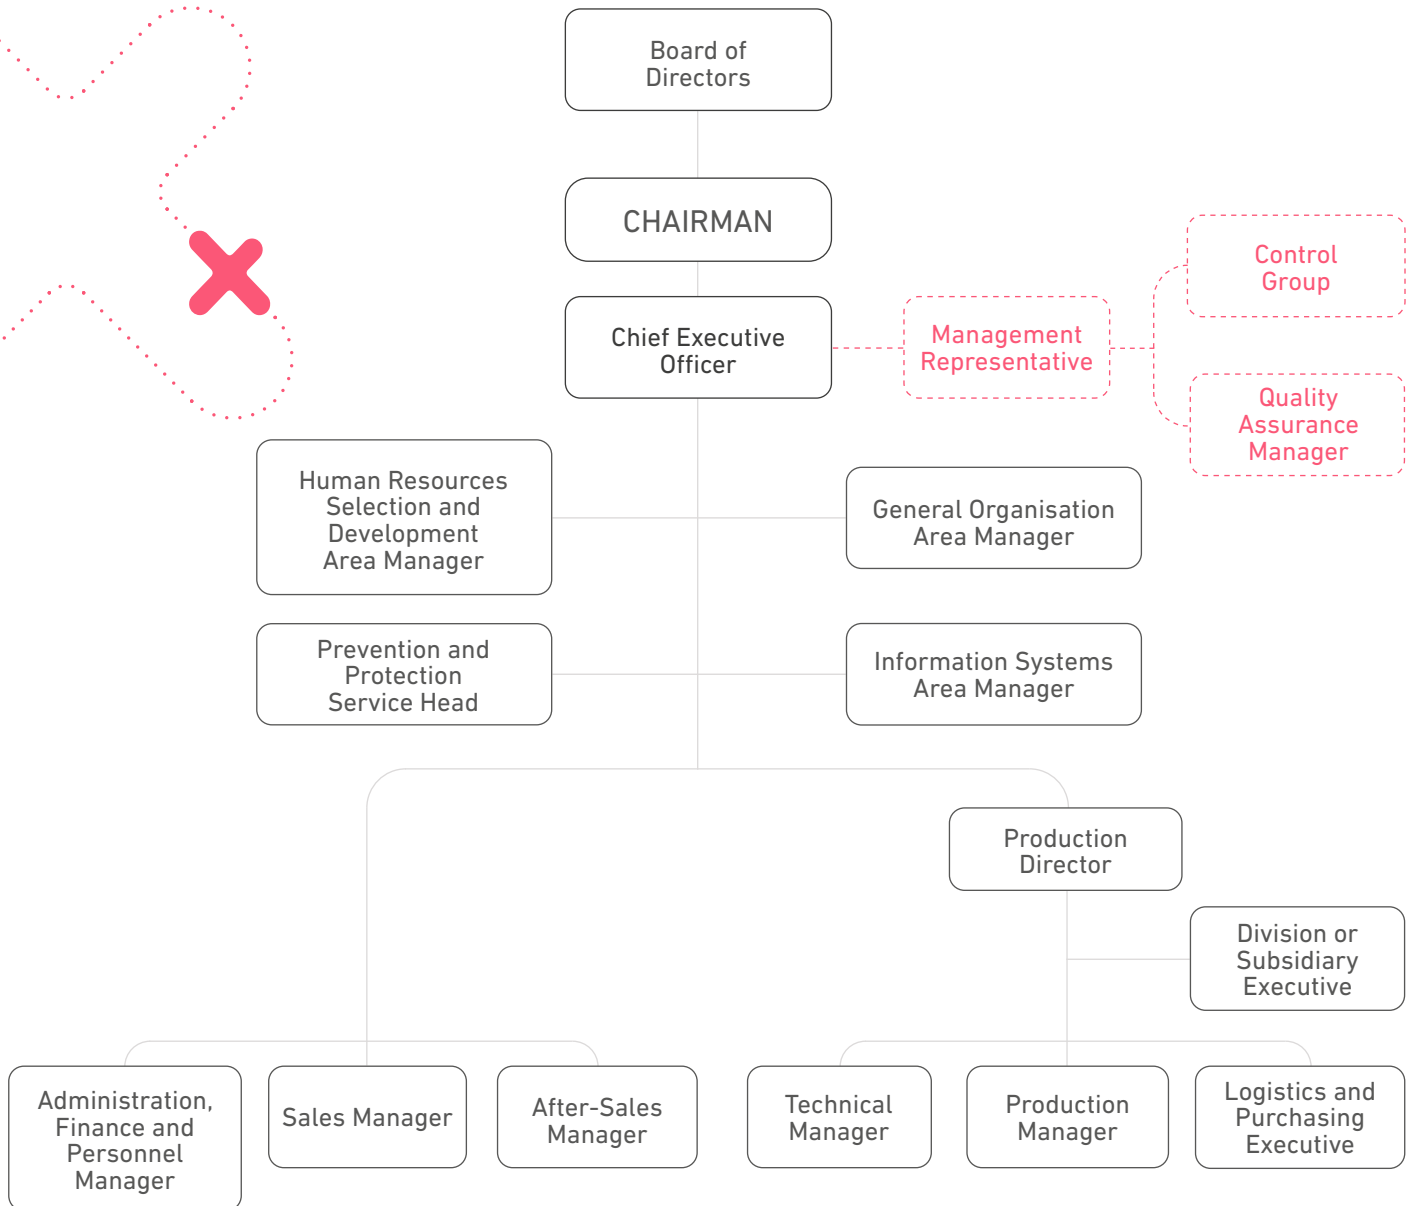 Board of
Directors
CHAIRMAN
Chief Executive
Officer
Management
Representative
Control
Group
Quality
Assurance
Manager
Human Resources
Selection and
Development
Area Manager
General Organisation
Area Manager
Prevention and
Protection
Service Head
Information Systems
Area Manager
Production
Director
Division or
Subsidiary
Executive
Administration,
Finance and
Personnel
Manager
Sales Manager
After-Sales
Manager
Technical
Manager
Production
Manager
Logistics and
Purchasing
Executive